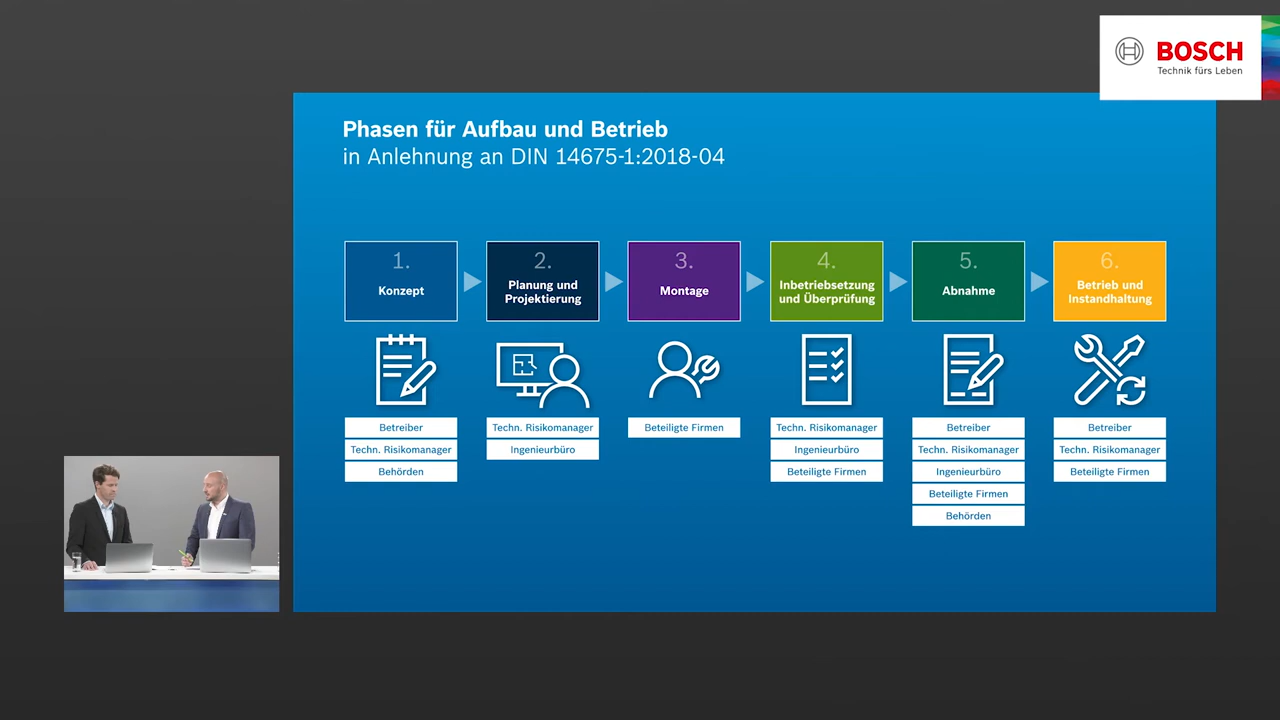 BOSCH
Technik fürs Leben
Phasen für Aufbau und Betrieb
in Anlehnung an DIN 14675-1:2018-04
1.
Konzept
2.
Planung und
Projektierung
3.
Montage
4.
Inbetriebsetzung
und Überprüfung
5.
Abnahme
6.
Betrieb und
Instandhaltung
Betreiber
Techn. Risikomanager
Behörden
Techn. Risikomanager
Ingenieurbüro
Beteiligte Firmen
Techn. Risikomanager
Ingenieurbüro
Beteiligte Firmen
Betreiber
Techn. Risikomanager
Ingenieurbüro
Beteiligte Firmen
Behörden
Betreiber
Techn. Risikomanager
Beteiligte Firmen